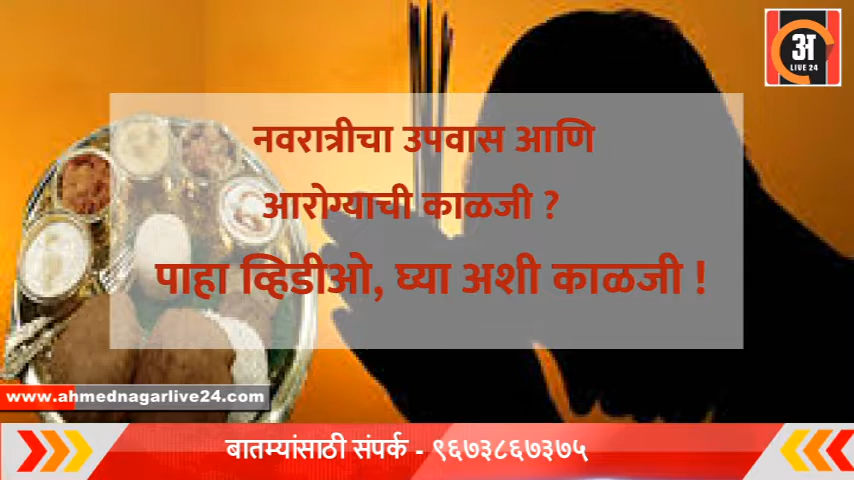 अ
LIVE 24
नवरात्रीचा उपवास आणि
आरोग्याची काळजी ?
पाहा व्हिडीओ, घ्या अशी काळजी !
www.ahmednagarlive24.com
बातम्यांसाठी संपर्क - ९६७३८६७३७५